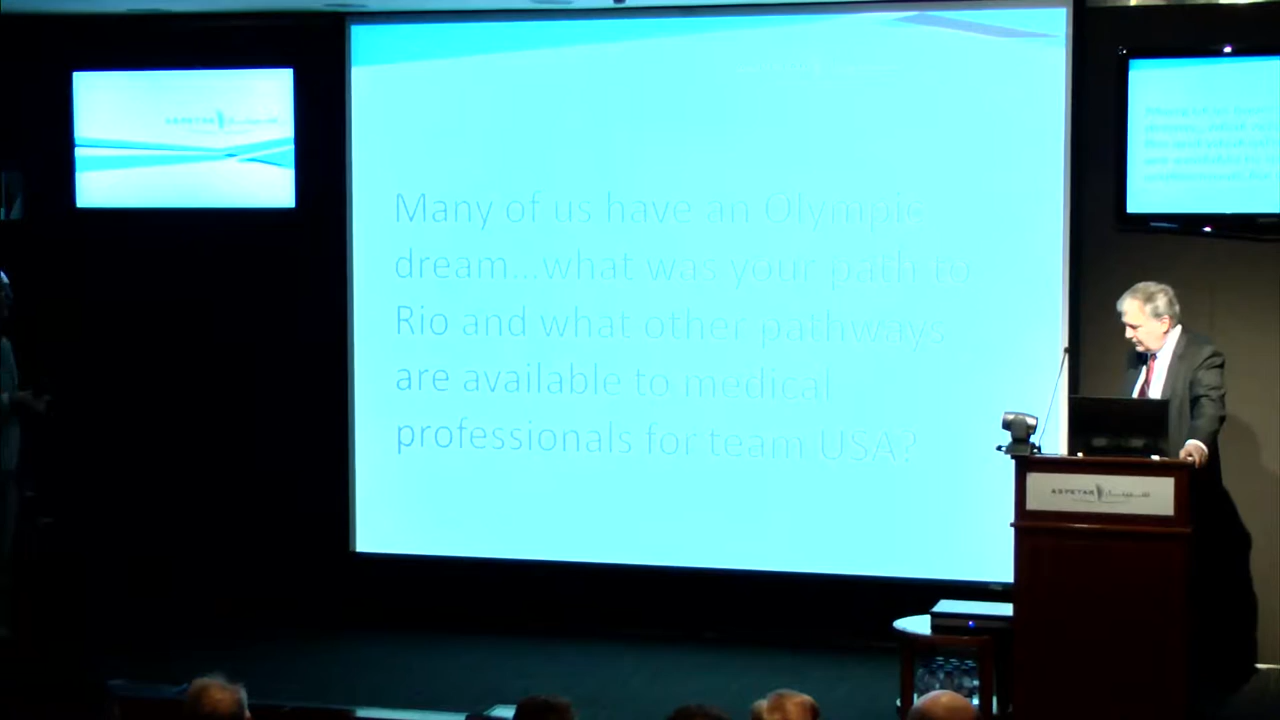 ASPETAR
Many of us have an Olympic
dream...what was your path to
Rio and what other pathways
are available to medical
professionals for team USA?
ASPETAR